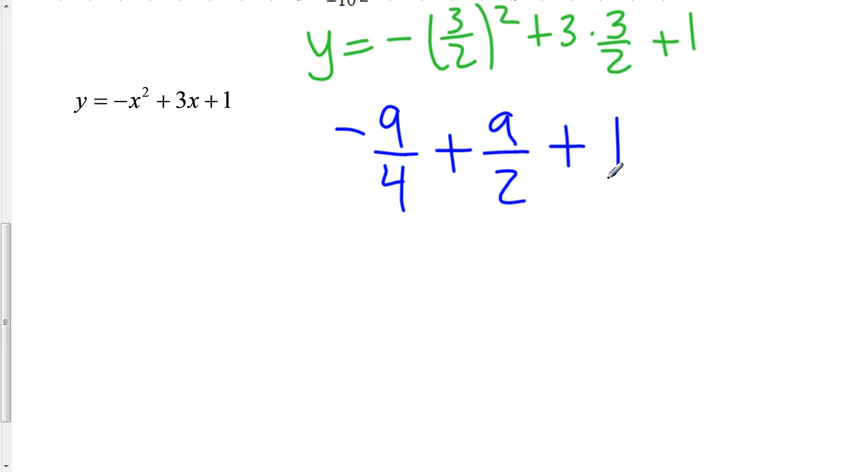 y = -(3/2)² + 3 · 3/2 + 1
y = −x² + 3x + 1
- 9/4 + 9/2 + 1